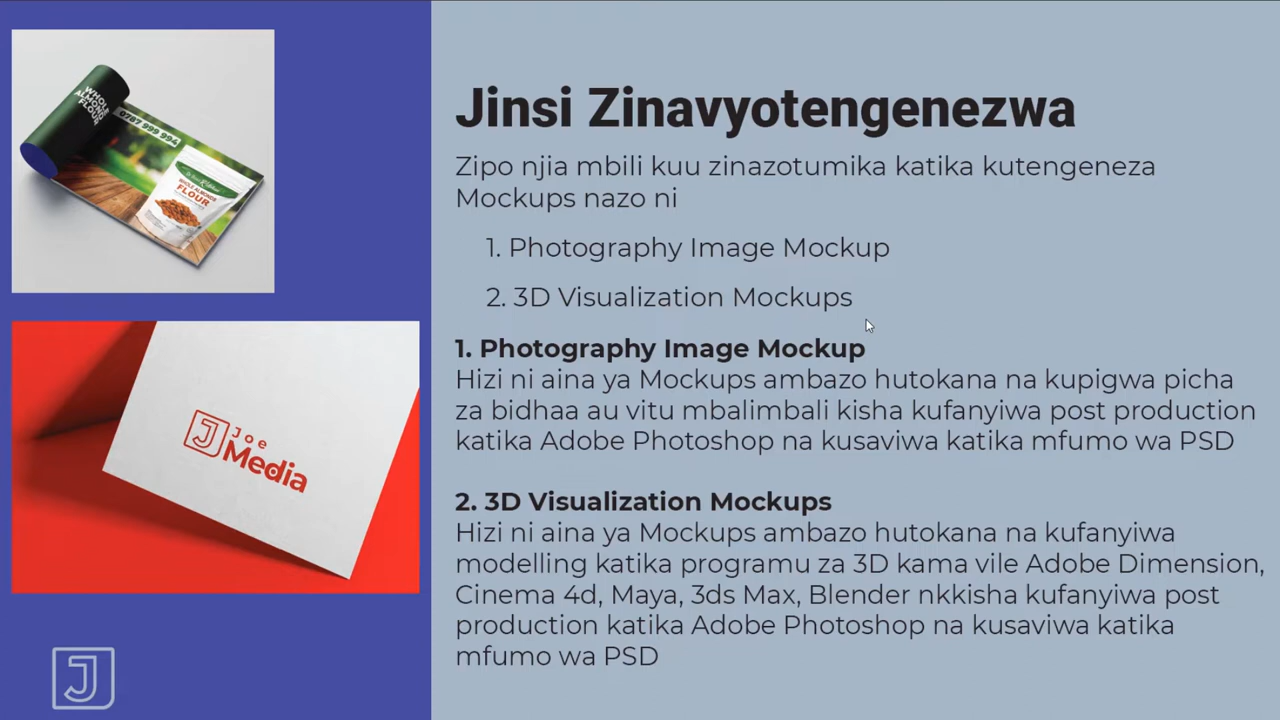 WHOLE
ALMOND
FLOUR
0787 999 994
WHOLE ALMONDS
FLOUR
Joe
Media
J
Jinsi Zinavyotengenezwa
Zipo njia mbili kuu zinazotumika katika kutengeneza
Mockups nazo ni
1. Photography Image Mockup
2. 3D Visualization Mockups
1. Photography Image Mockup
Hizi ni aina ya Mockups ambazo hutokana na kupigwa picha
za bidhaa au vitu mbalimbali kisha kufanyiwa post production
katika Adobe Photoshop na kusaviwa katika mfumo wa PSD
2. 3D Visualization Mockups
Hizi ni aina ya Mockups ambazo hutokana na kufanyiwa
modelling katika programu za 3D kama vile Adobe Dimension,
Cinema 4d, Maya, 3ds Max, Blender nkkisha kufanyiwa post
production katika Adobe Photoshop na kusaviwa katika
mfumo wa PSD